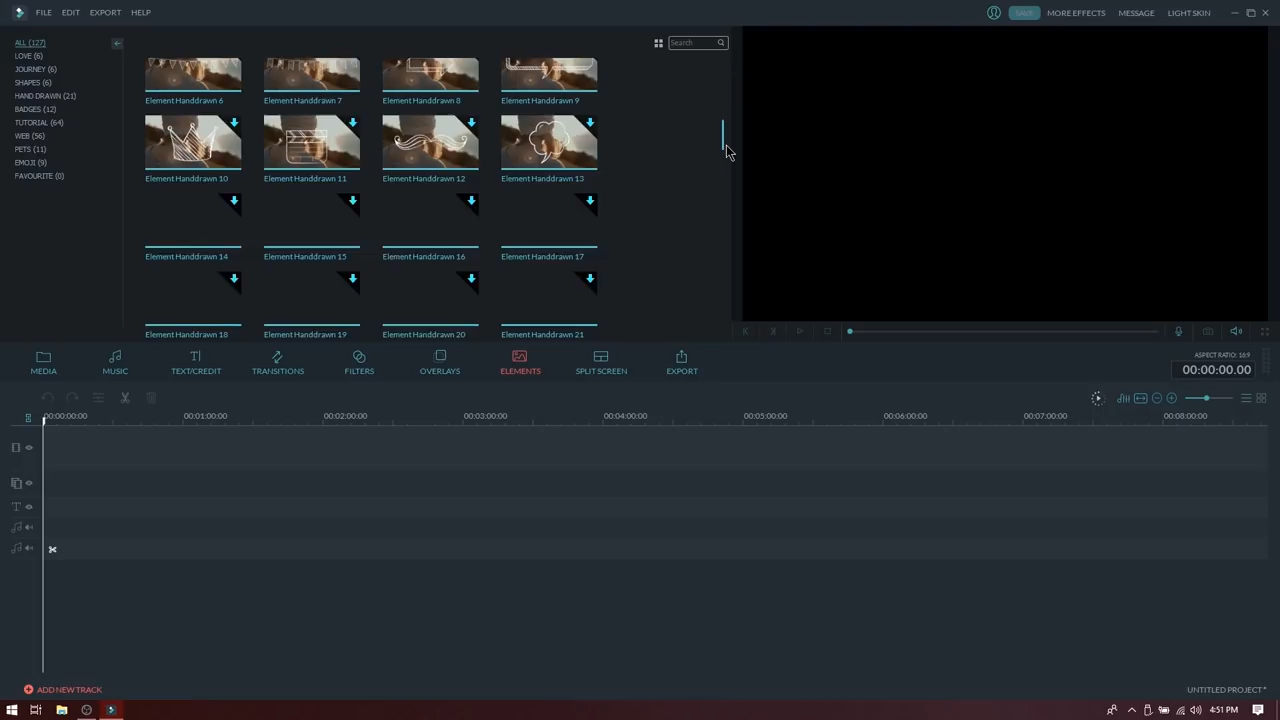 FILE EDIT EXPORT HELP SAVE MORE EFFECTS MESSAGE LIGHT SKIN
ALL (127)
LOVE (6)
JOURNEY (6)
SHAPES (6)
HAND DRAWN (21)
BADGES (12)
TUTORIAL (64)
WEB (56)
PETS (11)
EMOJI (9)
FAVOURITE (0)
Search
Element Handdrawn 6 Element Handdrawn 7 Element Handdrawn 8 Element Handdrawn 9
Element Handdrawn 10 Element Handdrawn 11 Element Handdrawn 12 Element Handdrawn 13
Element Handdrawn 14 Element Handdrawn 15 Element Handdrawn 16 Element Handdrawn 17
Element Handdrawn 18 Element Handdrawn 19 Element Handdrawn 20 Element Handdrawn 21
MEDIA MUSIC TEXT/CREDIT TRANSITIONS FILTERS OVERLAYS ELEMENTS SPLIT SCREEN EXPORT
ASPECT RATIO: 16:9
00:00:00.00
00:00:00:00 00:01:00:00 00:02:00:00 00:03:00:00 00:04:00:00 00:05:00:00 00:06:00:00 00:07:00:00 00:08:00:00
ADD NEW TRACK
UNTITLED PROJECT *
4:51 PM